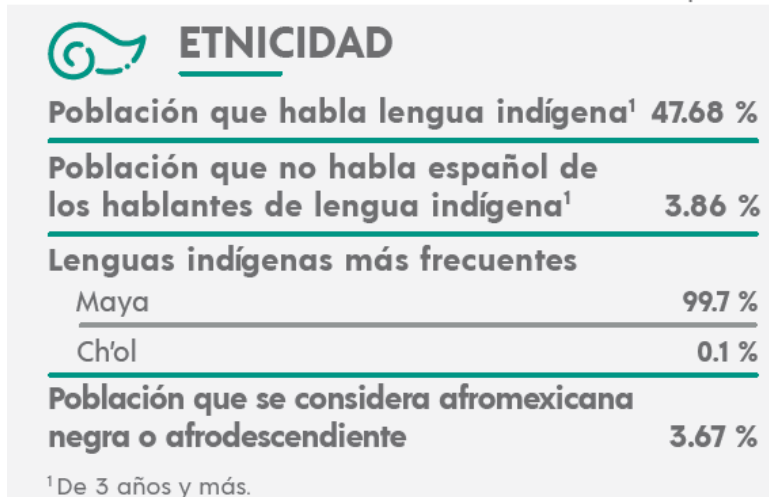 ETNICIDAD
Población que habla lengua indígena¹ 47.68 %
Población que no habla español de
los hablantes de lengua indígena¹ 3.86 %
Lenguas indígenas más frecuentes
Maya 99.7 %
Ch’ol 0.1 %
Población que se considera afromexicana
negra o afrodescendiente 3.67 %
¹ De 3 años y más.